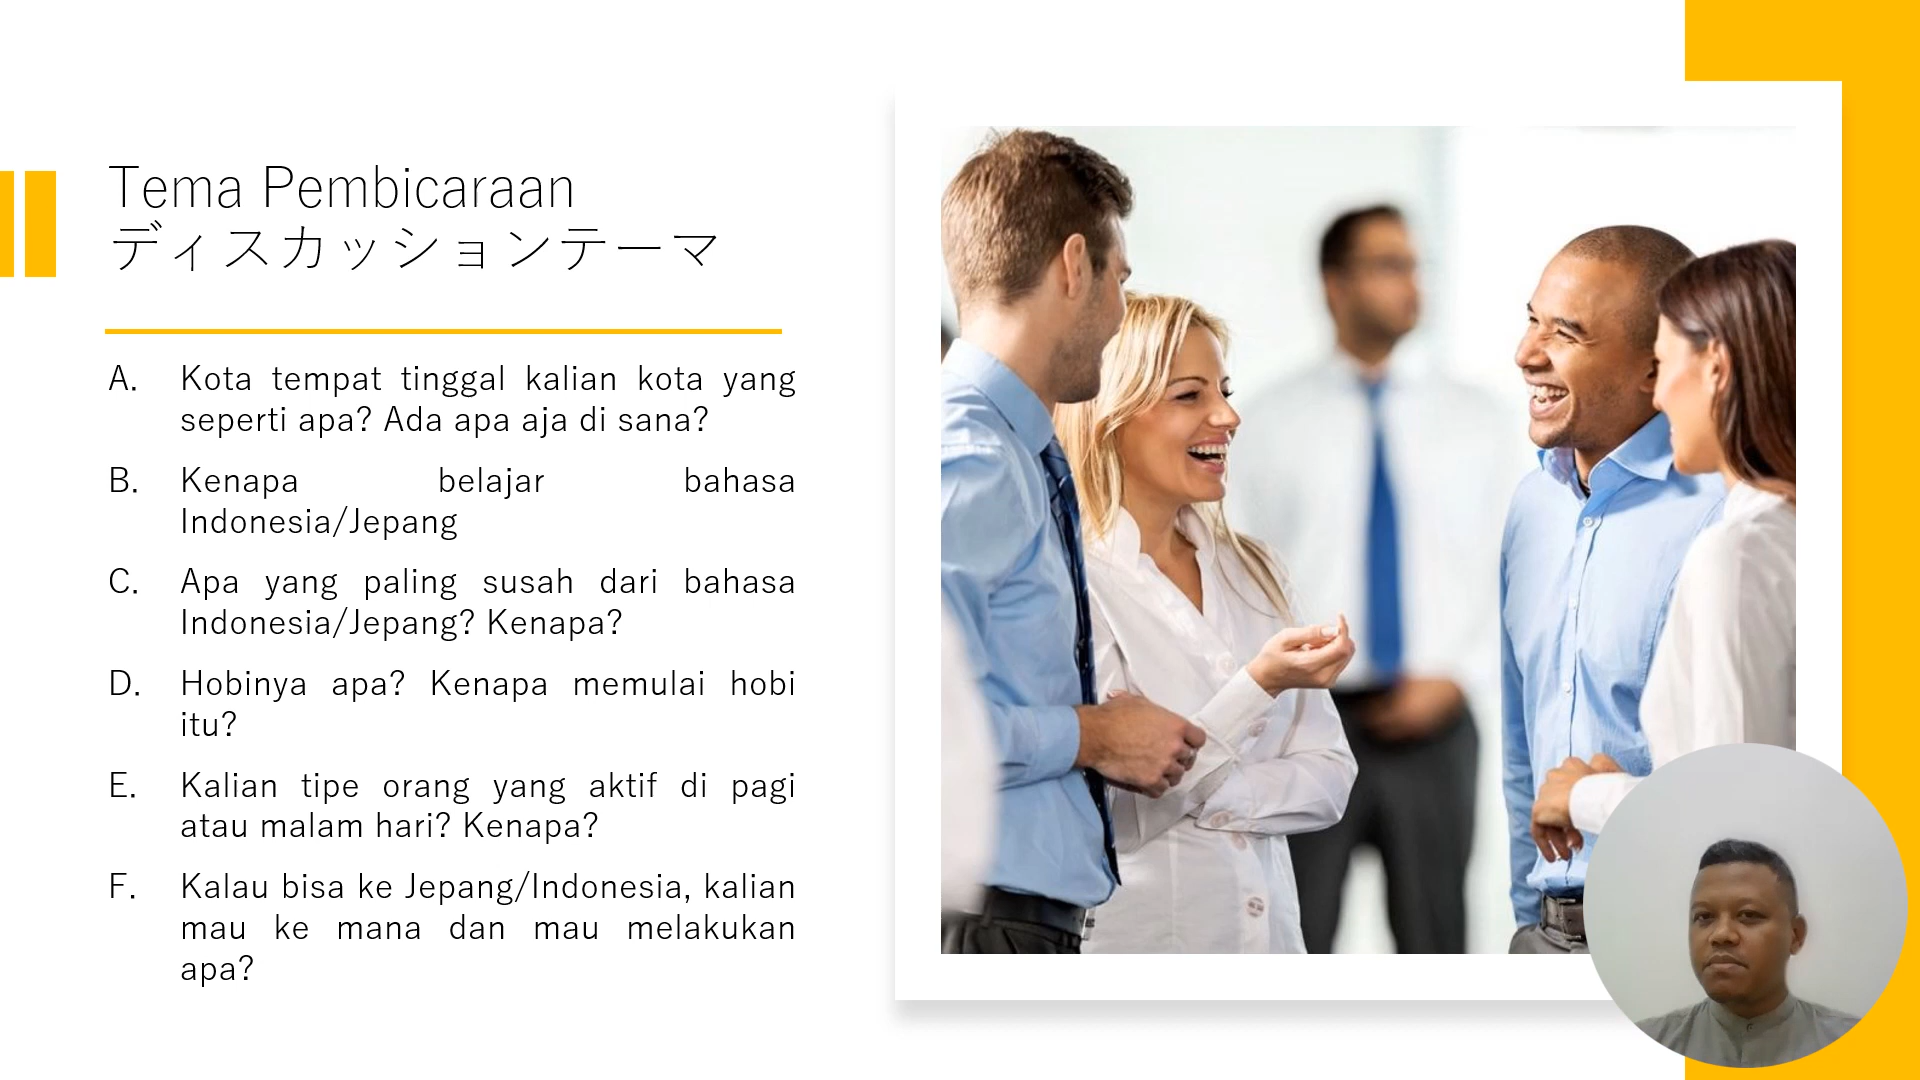 Tema Pembicaraan
ディスカッションテーマ
A. Kota tempat tinggal kalian kota yang
seperti apa? Ada apa aja di sana?
B. Kenapa belajar bahasa
Indonesia/Jepang
C. Apa yang paling susah dari bahasa
Indonesia/Jepang? Kenapa?
D. Hobinya apa? Kenapa memulai hobi
itu?
E. Kalian tipe orang yang aktif di pagi
atau malam hari? Kenapa?
F. Kalau bisa ke Jepang/Indonesia, kalian
mau ke mana dan mau melakukan
apa?